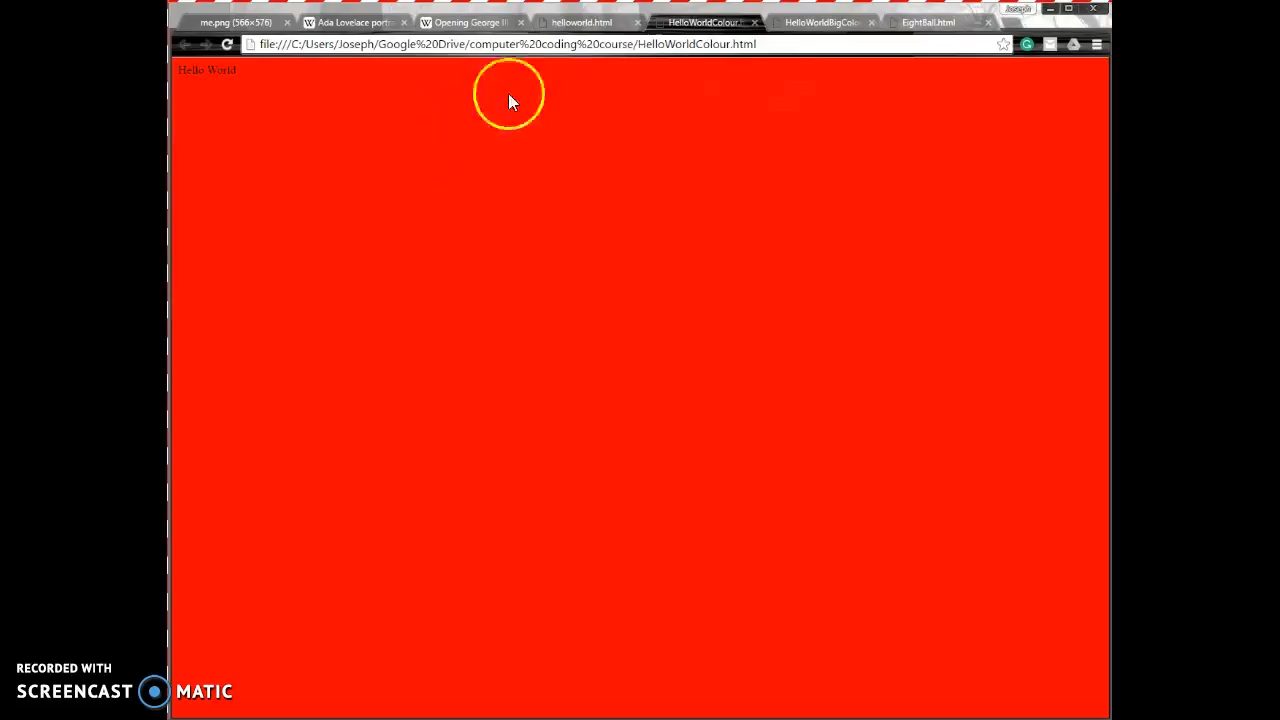 Joseph
me.png (566×576)
Ada Lovelace portr
Opening George III
helloworld.html
HelloWorldColour.
HelloWorldBigColo
EightBall.html
file:///C:/Users/Joseph/Google%20Drive/computer%20coding%20course/HelloWorldColour.html
Hello World
RECORDED WITH
SCREENCAST MATIC